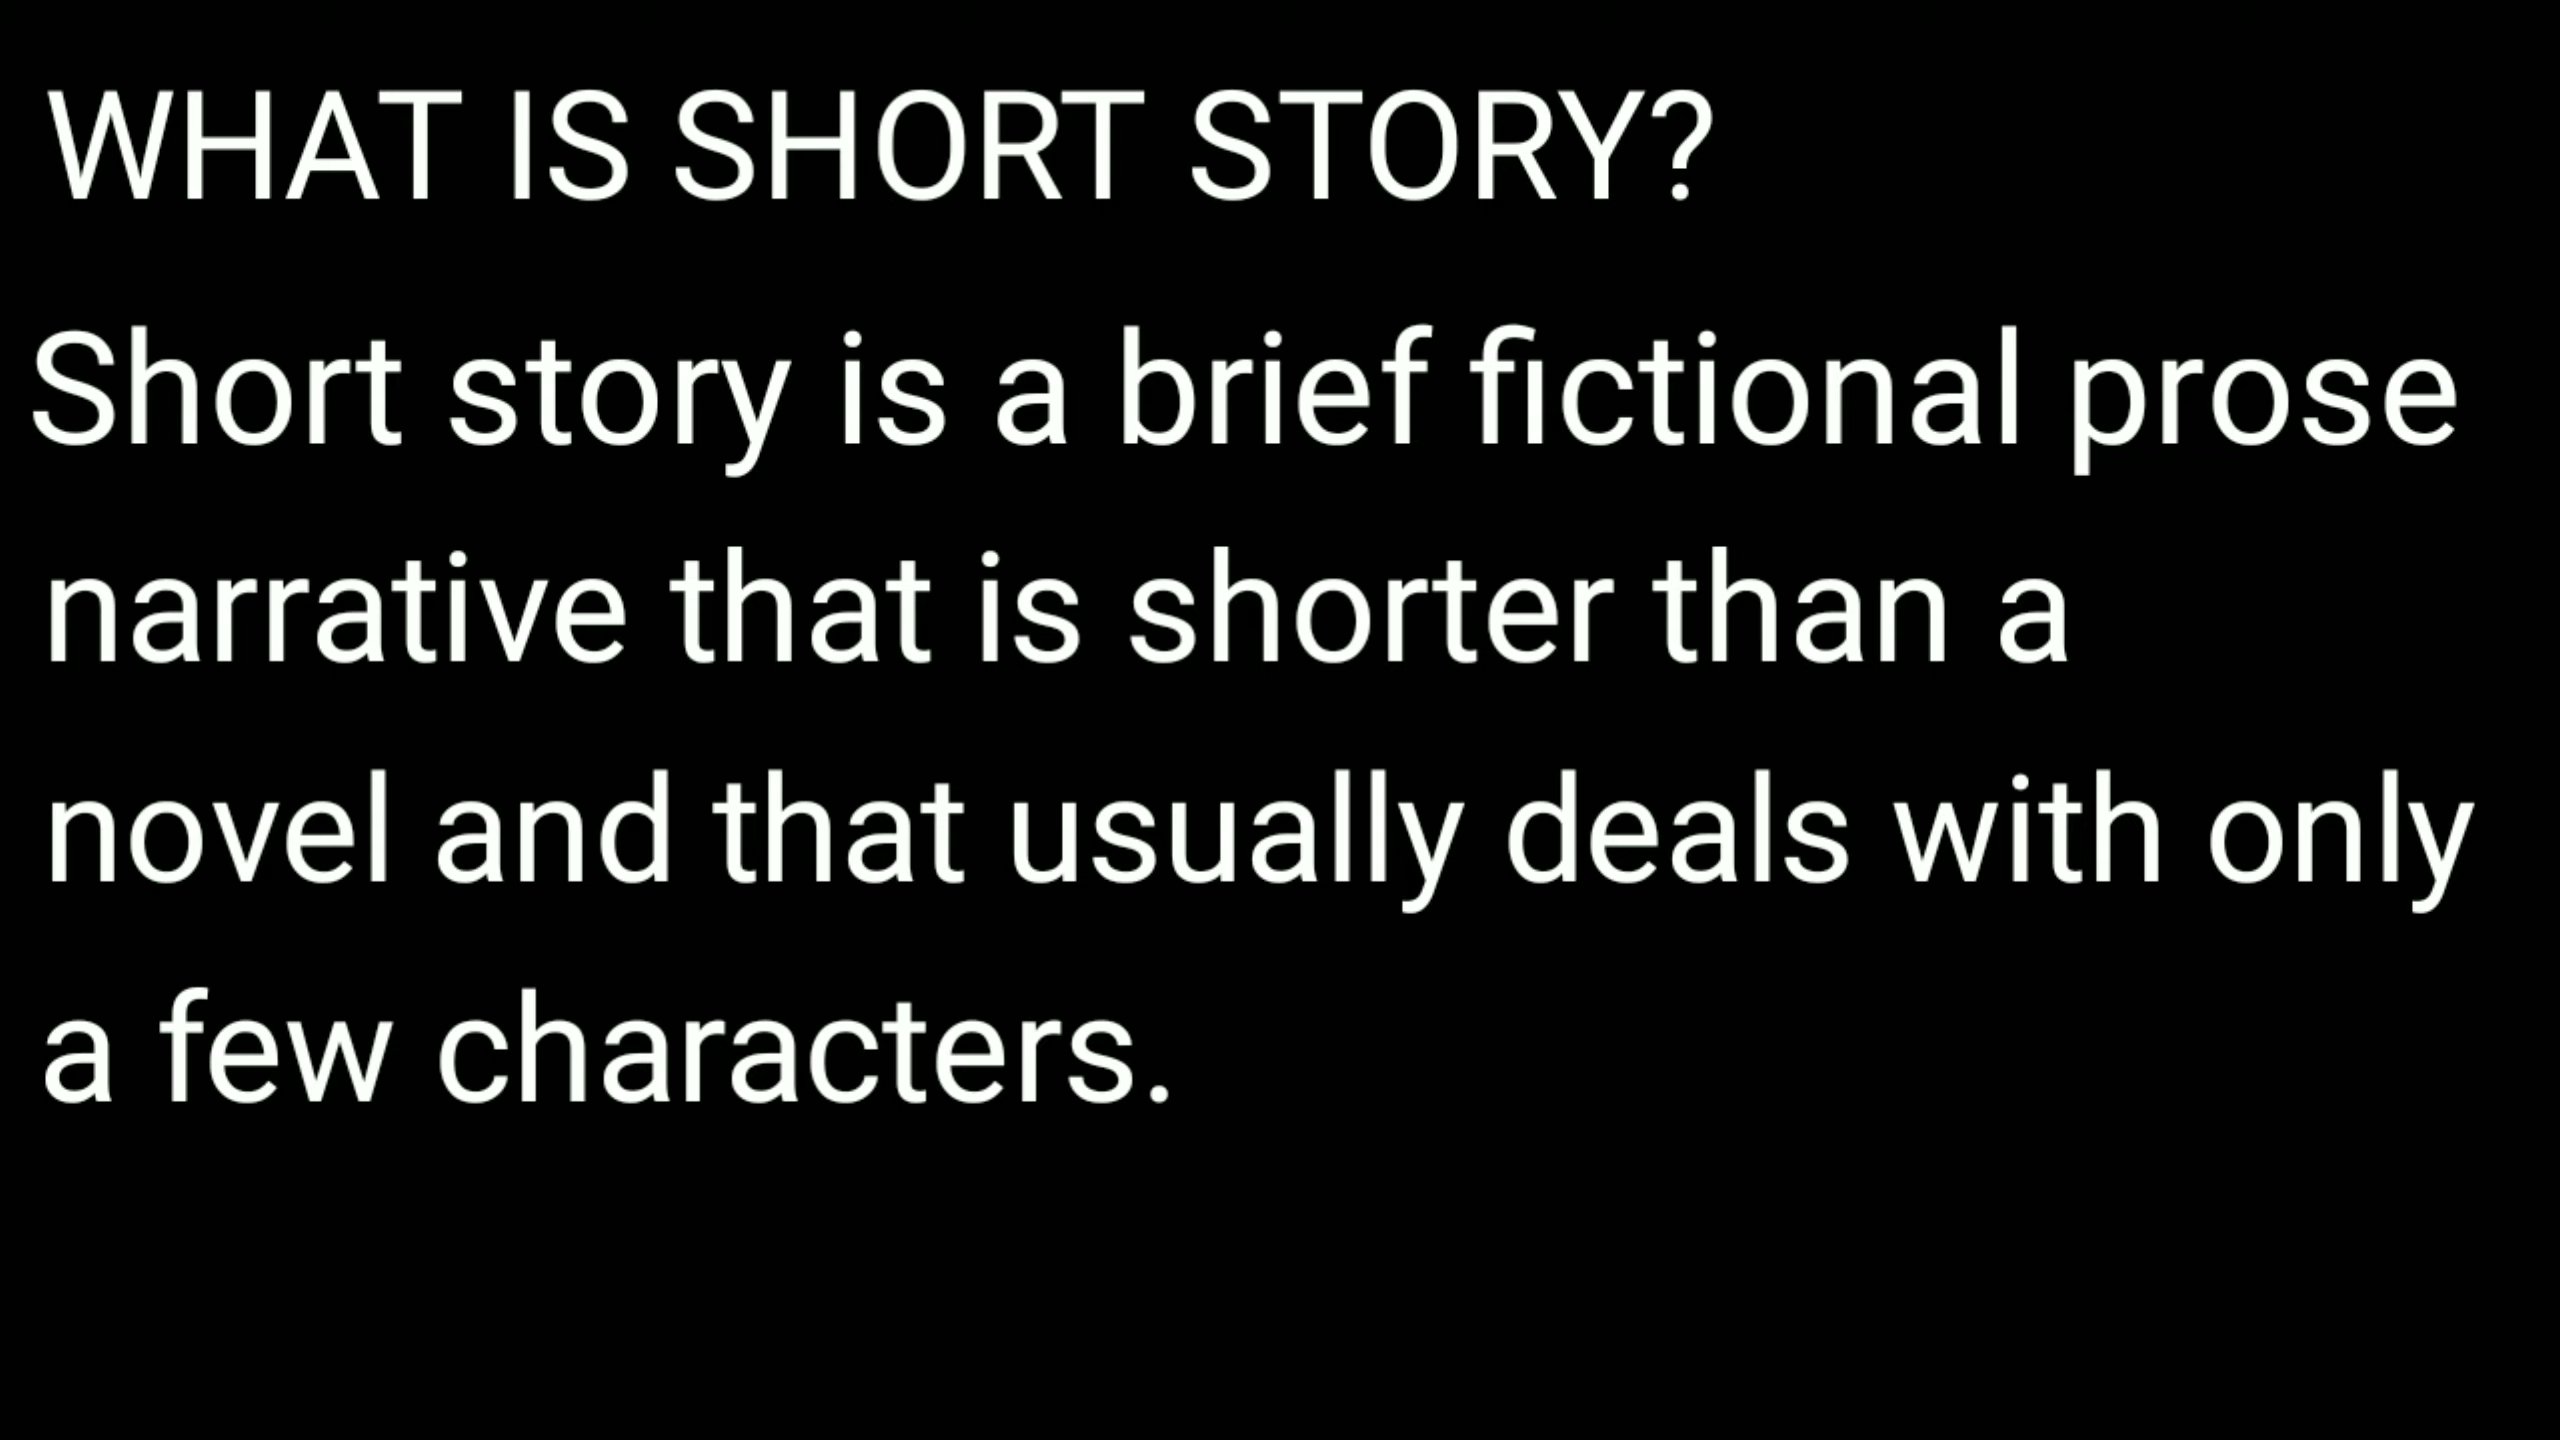 WHAT IS SHORT STORY?
Short story is a brief fictional prose
narrative that is shorter than a
novel and that usually deals with only
a few characters.